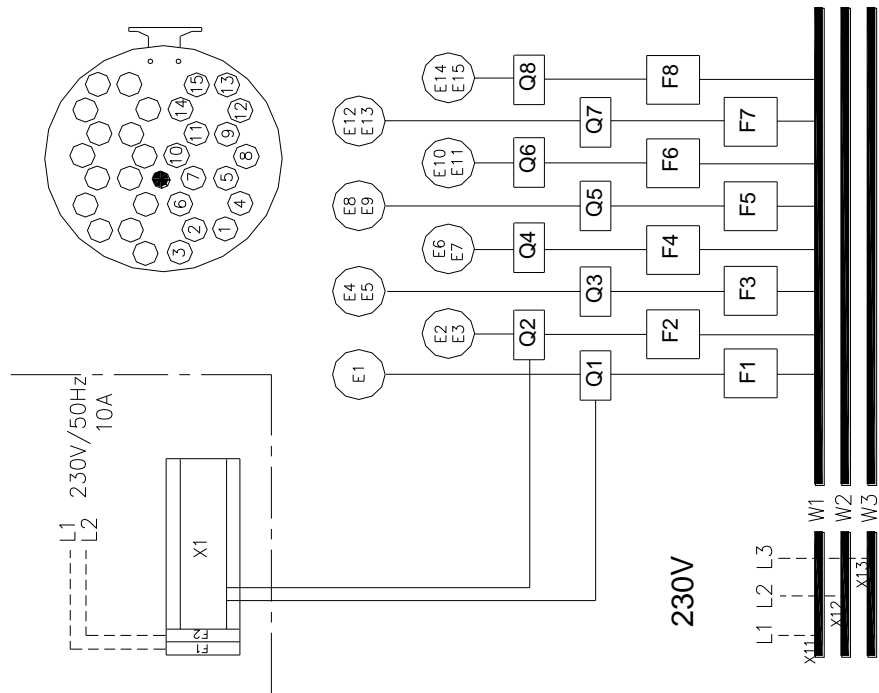 15
13
14
12
11
9
10
8
7
5
6
4
2
1
3
E14
E15
Q8
F8
E12
E13
Q7
F7
E10
E11
Q6
F6
E8
E9
Q5
F5
E6
E7
Q4
F4
E4
E5
Q3
F3
E2
E3
Q2
F2
E1
Q1
F1
230V/50Hz
10A
L1
L2
X1
F2
F1
230V
W1
W2
W3
L1
L2
L3
X11
X12
X13